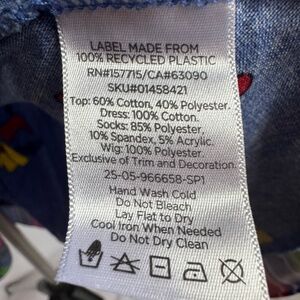 LABEL MADE FROM
100% RECYCLED PLASTIC
RN#157715/CA#63090
SKU#01458421
Top: 60% Cotton, 40% Polyester.
Dress: 100% Cotton.
Socks: 85% Polyester,
10% Spandex, 5% Acrylic.
Wig: 100% Polyester.
Exclusive of Trim and Decoration.
25-05-966658-SP1
Hand Wash Cold
Do Not Bleach
Lay Flat to Dry
Cool Iron When Needed
Do Not Dry Clean